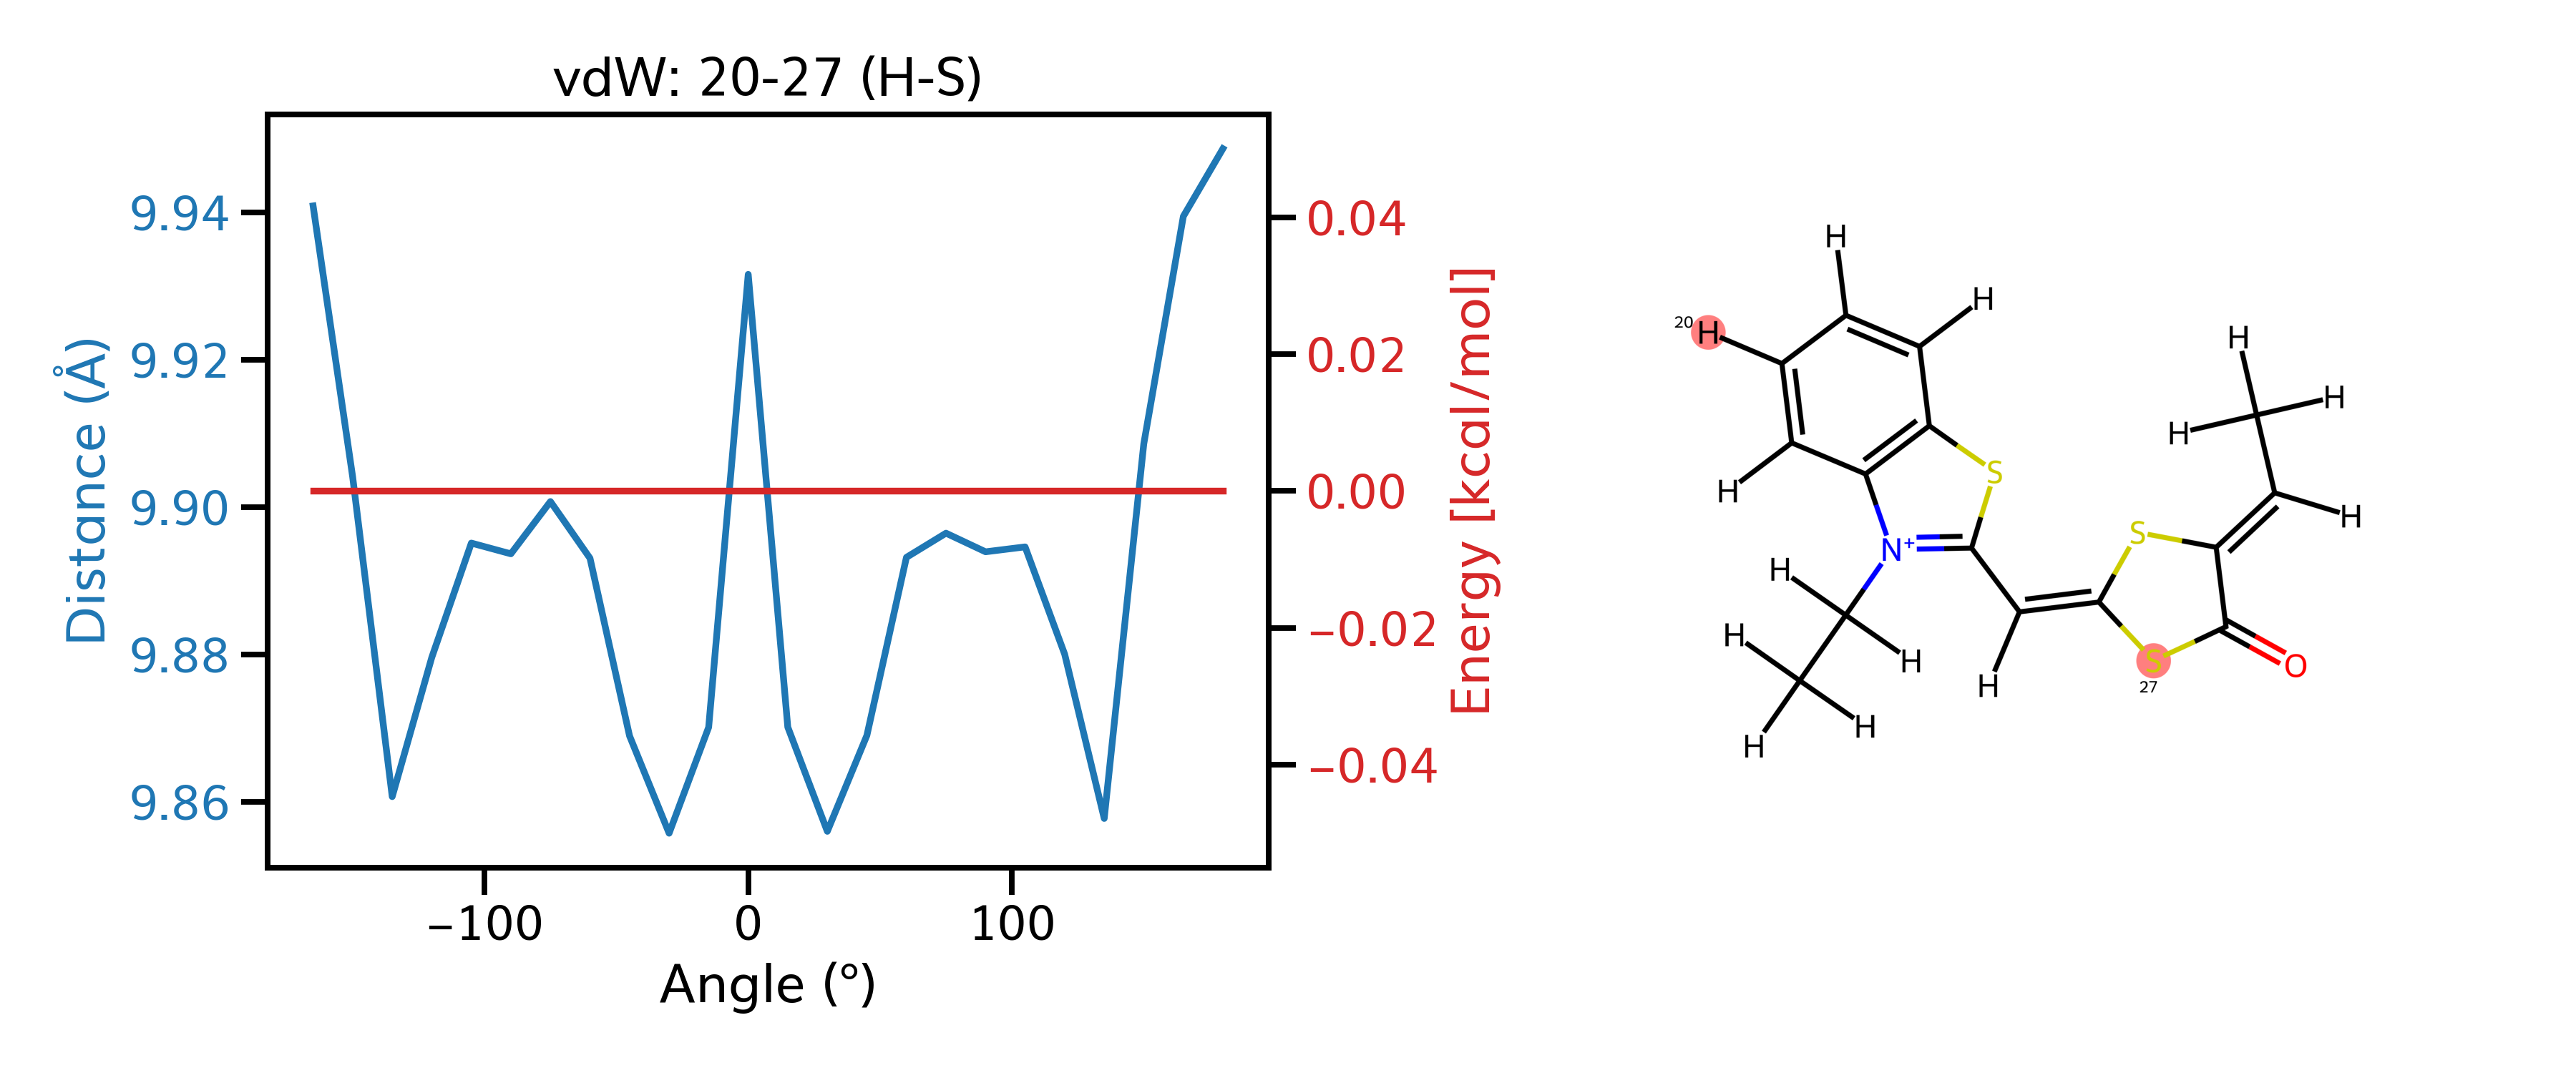 vdW: 20-27 (H-S)
9.94
9.92
9.90
9.88
9.86
Distance (Å)
0.04
0.02
0.00
−0.02
−0.04
Energy [kcal/mol]
−100
0
100
Angle (°)
H
H
20
H
H
H
H
H
S
H
S
H
N⁺
H
H
H
S
O
27
H
H
H